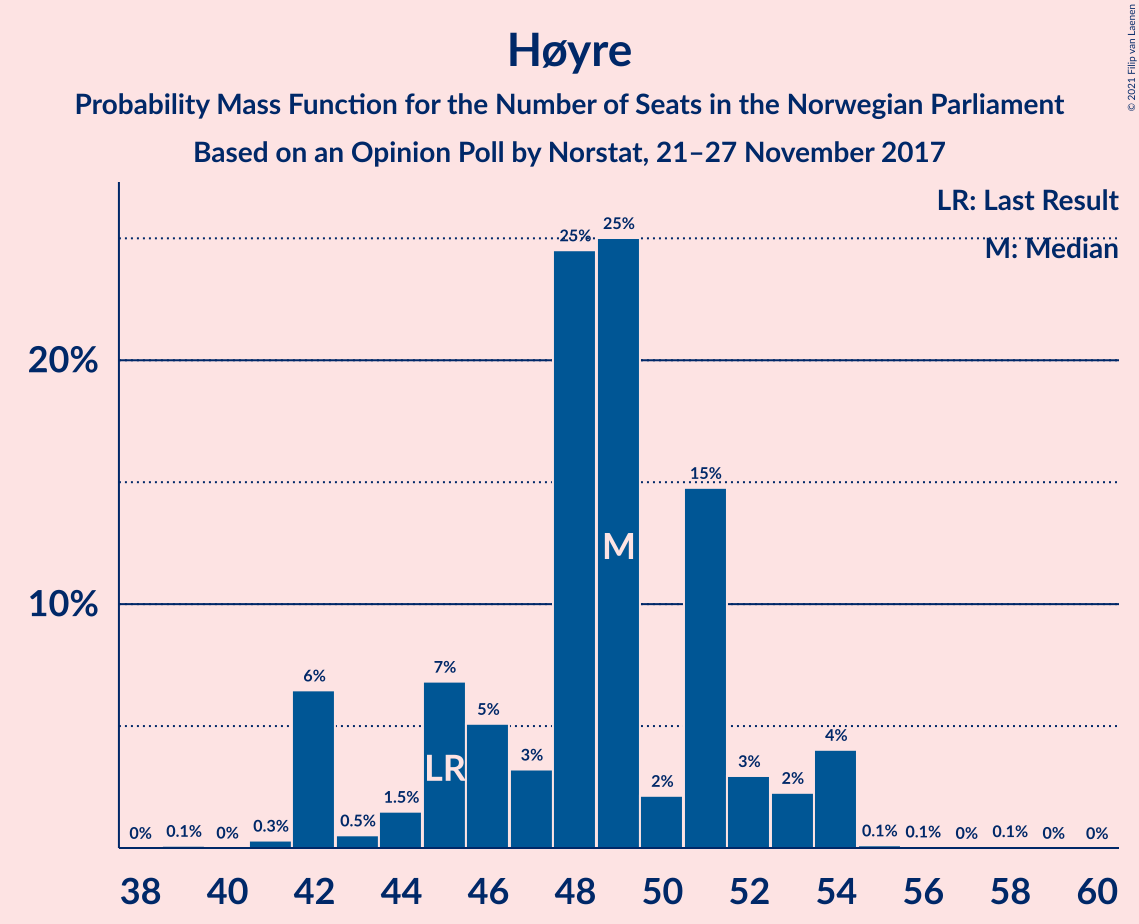 Høyre
Probability Mass Function for the Number of Seats in the Norwegian Parliament
Based on an Opinion Poll by Norstat, 21–27 November 2017
© 2021 Filip van Laenen
LR: Last Result
M: Median
20%
10%
0% 0.1% 0% 0.3% 6% 0.5% 1.5% 7% 5% 3% 25% 25% 2% 15% 3% 2% 4% 0.1% 0.1% 0% 0.1% 0% 0%
LR
M
38 40 42 44 46 48 50 52 54 56 58 60